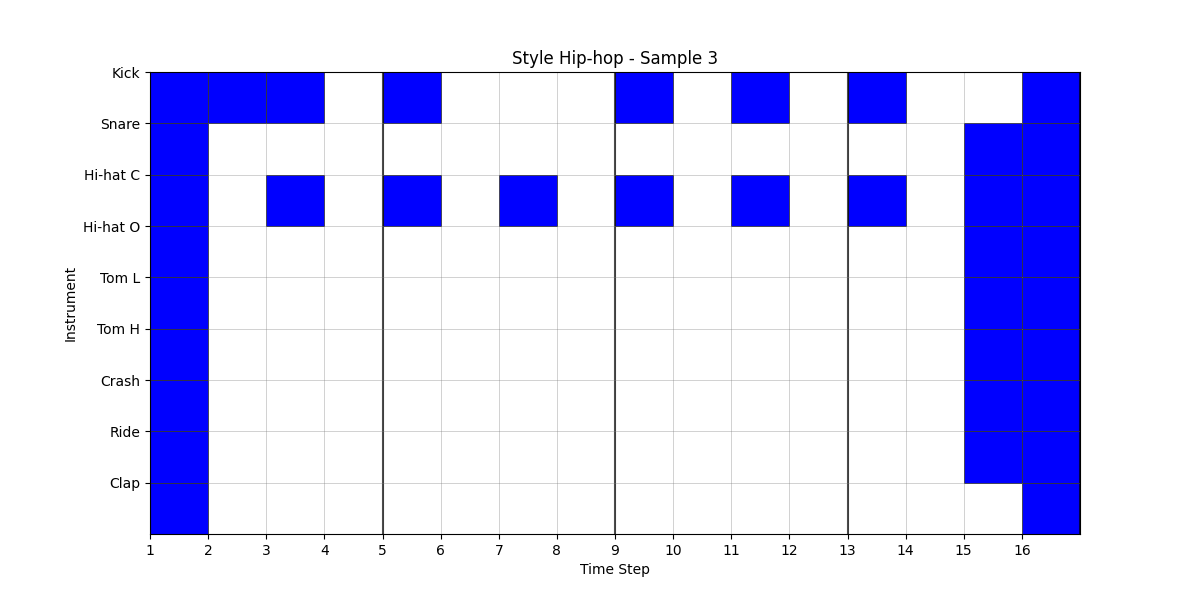 Style Hip-hop - Sample 3
Kick
Snare
Hi-hat C
Hi-hat O
Tom L
Tom H
Crash
Ride
Clap
Instrument
1 2 3 4 5 6 7 8 9 10 11 12 13 14 15 16
Time Step